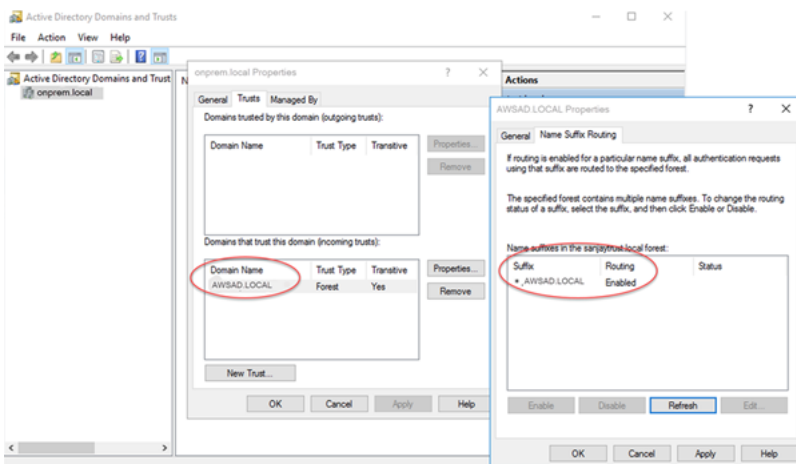 Active Directory Domains and Trusts
File Action View Help
Active Directory Domains and Trust
onprem.local
N
onprem.local Properties
General Trusts Managed By
Domains trusted by this domain (outgoing trusts):
Domain Name Trust Type Transitive
Properties...
Remove
Domains that trust this domain (incoming trusts):
Domain Name Trust Type Transitive
AWSAD.LOCAL Forest Yes
Properties...
Remove
New Trust...
OK Cancel Apply Help
Actions
AWSAD.LOCAL Properties
General Name Suffix Routing
If routing is enabled for a particular name suffix, all authentication requests
using that suffix are routed to the specified forest.
The specified forest contains multiple name suffixes. To change the routing
status of a suffix, select the suffix, and then click Enable or Disable.
Name suffixes in the sanjaytrust.local forest:
Suffix Routing Status
*.AWSAD.LOCAL Enabled
Enable Disable Refresh Edit...
OK Cancel Apply Help